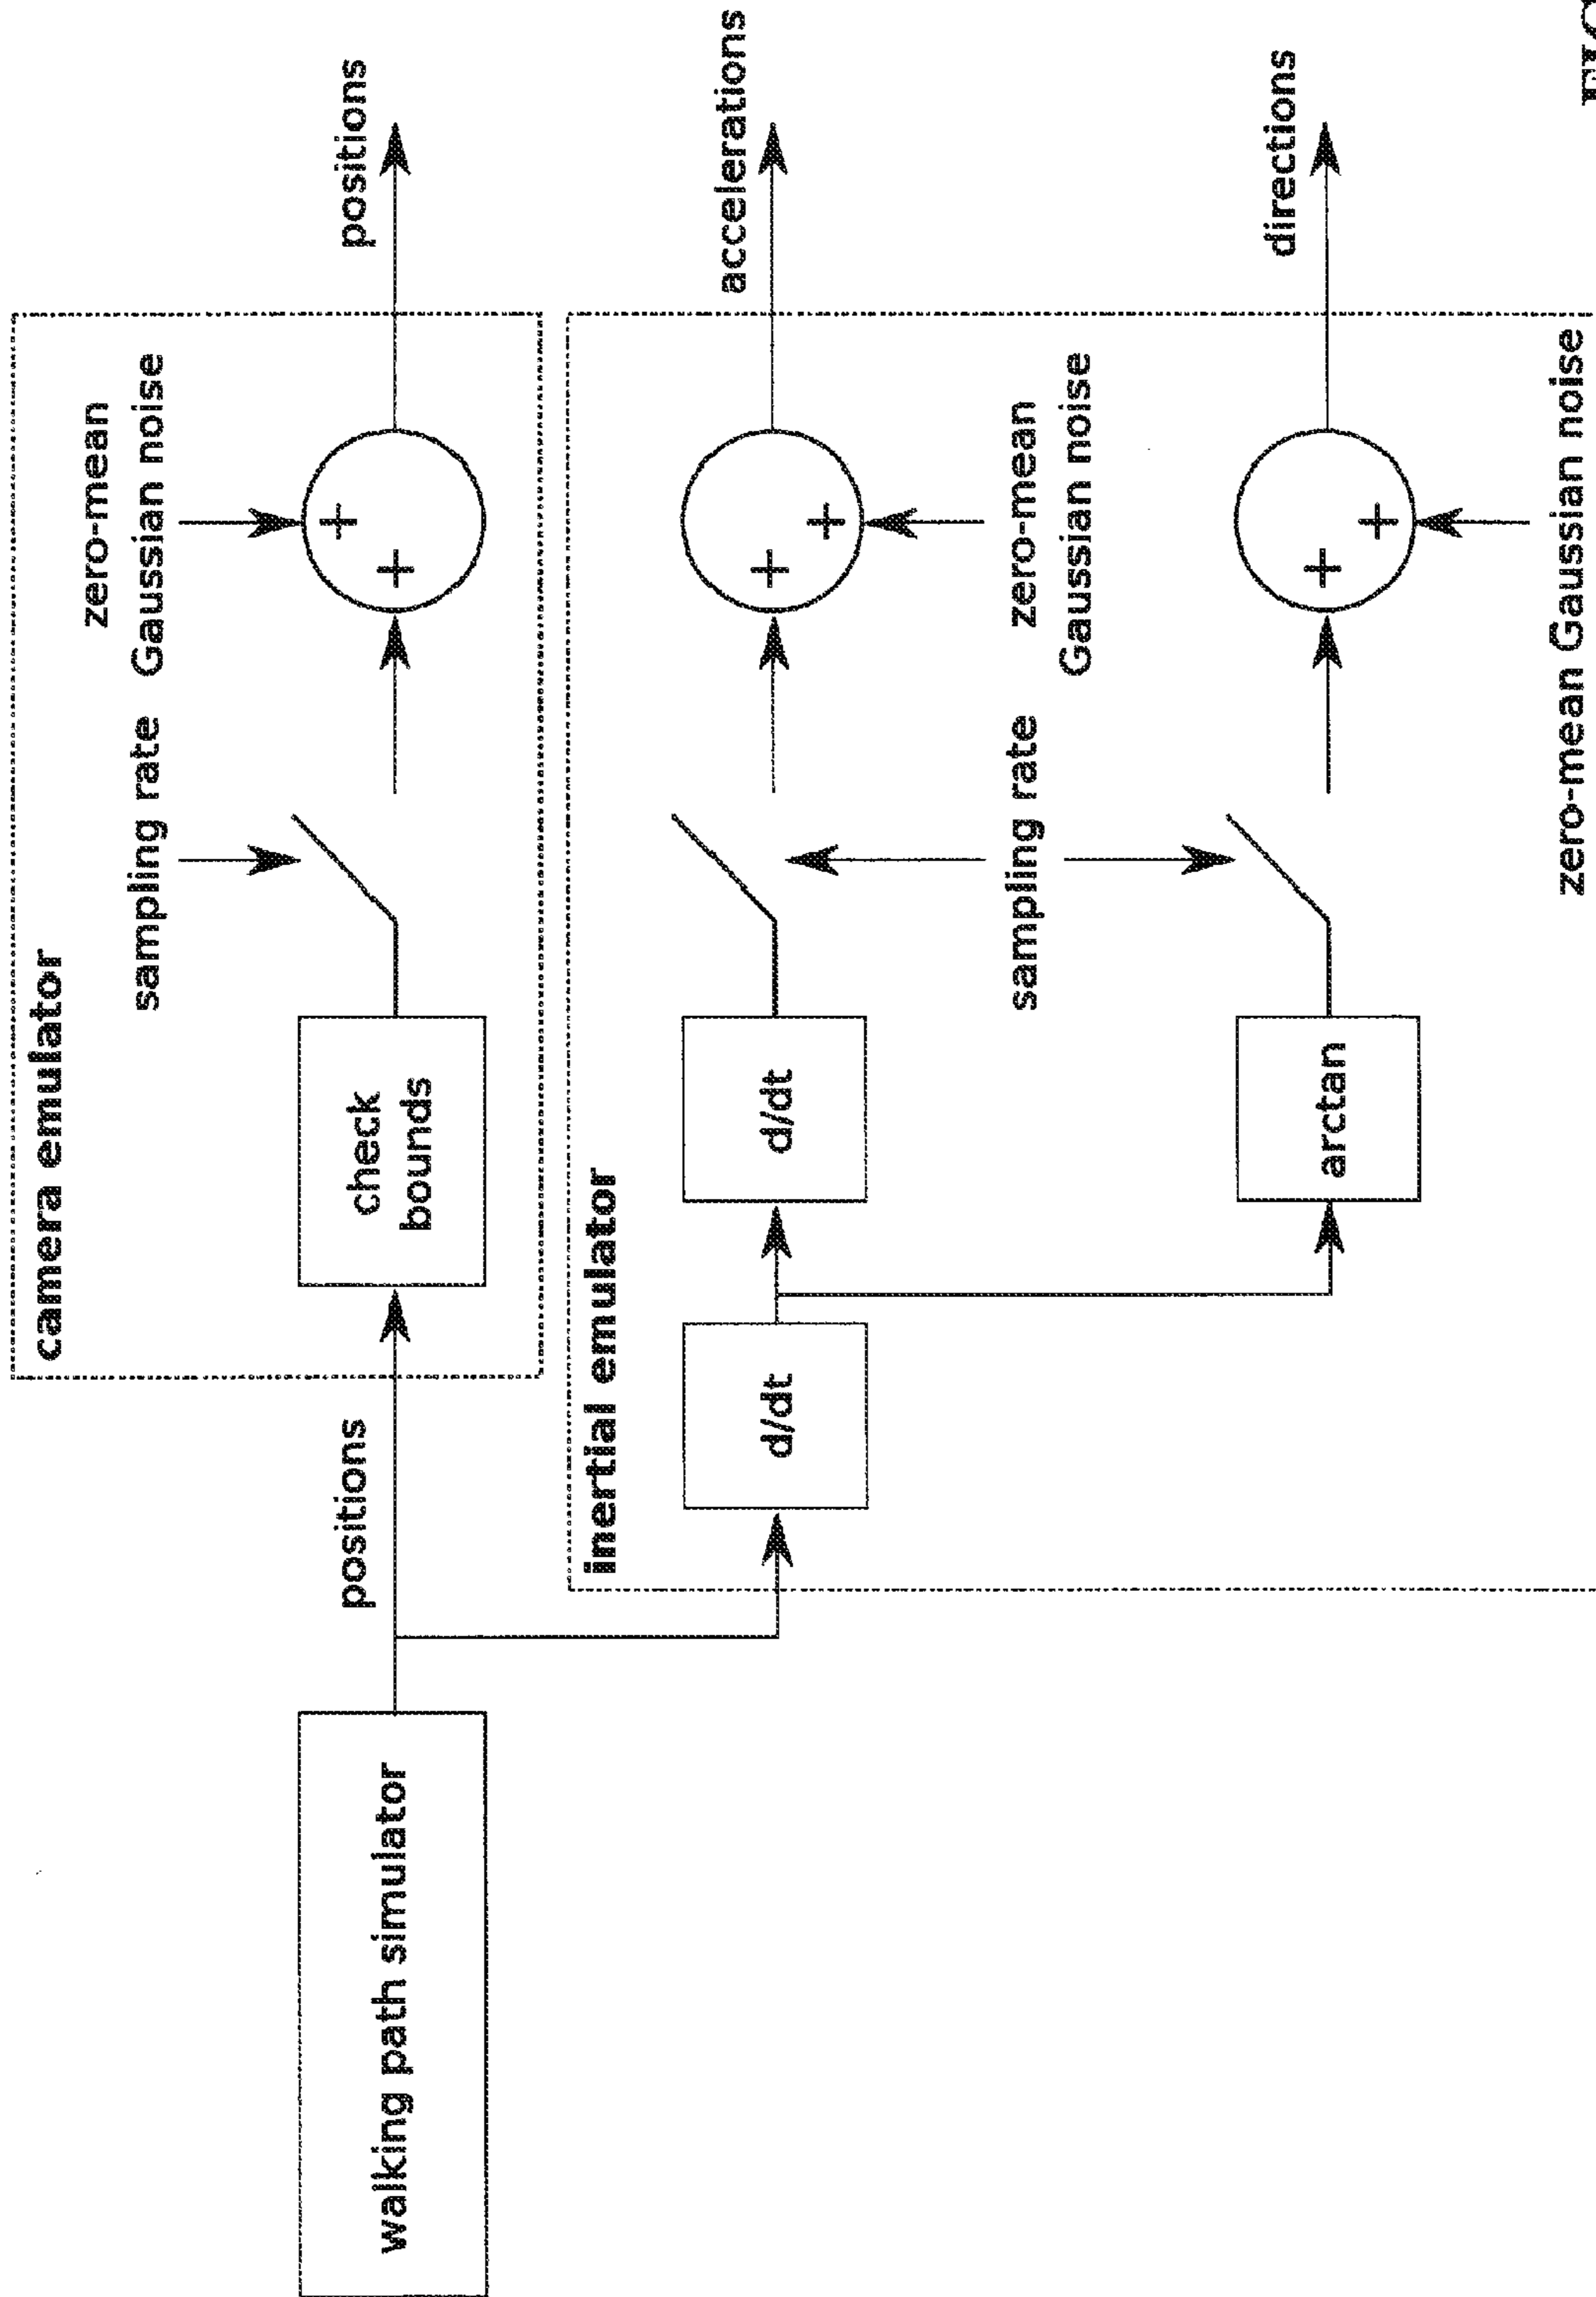 camera emulator
zero-mean
sampling rate Gaussian noise
positions
positions
walking path simulator
check
bounds
inertial emulator
accelerations
d/dt
d/dt
sampling rate
zero-mean
Gaussian noise
directions
arctan
zero-mean Gaussian noise